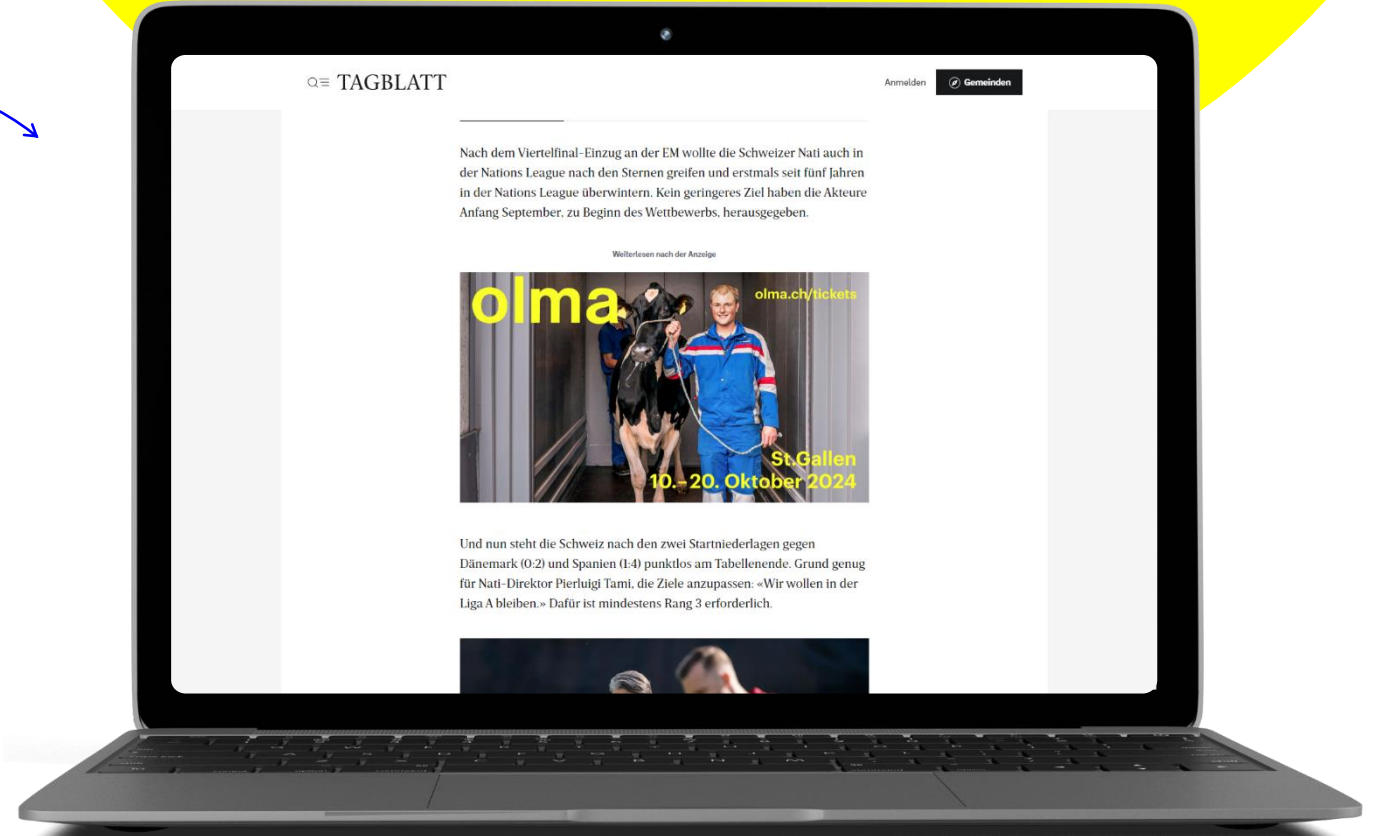 TAGBLATT
Anmelden
Gemeinden
Nach dem Viertelfinal-Einzug an der EM wollte die Schweizer Nati auch in
der Nations League nach den Sternen greifen und erstmals seit fünf Jahren
in der Nations League überwintern. Kein geringeres Ziel haben die Akteure
Anfang September, zu Beginn des Wettbewerbs, herausgegeben.
Weiterlesen nach der Anzeige
olma
olma.ch/tickets
St.Gallen
10.–20. Oktober 2024
Und nun steht die Schweiz nach den zwei Startniederlagen gegen
Dänemark (0:2) und Spanien (1:4) punktlos am Tabellenende. Grund genug
für Nati-Direktor Pierluigi Tami, die Ziele anzupassen: «Wir wollen in der
Liga A bleiben.» Dafür ist mindestens Rang 3 erforderlich.